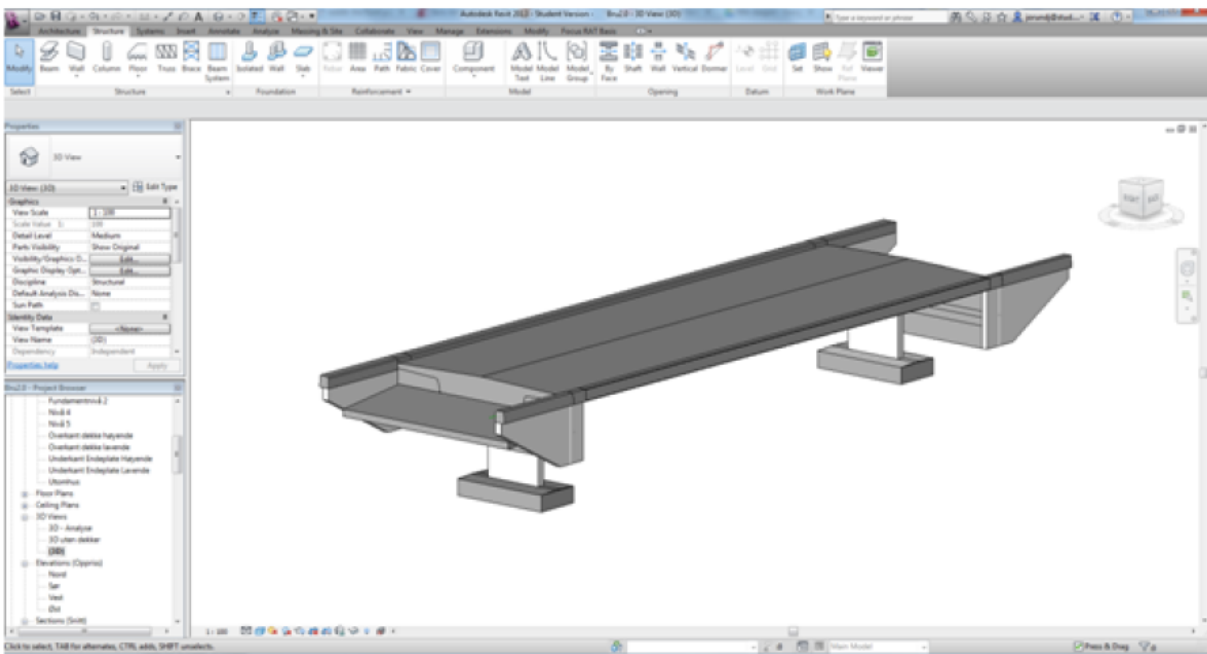 Autodesk Revit 2013 - Student Version - Bru2.0 - 3D View {3D}
Type a keyword or phrase
Architecture Structure Systems Insert Annotate Analyze Massing & Site Collaborate View Manage Extensions Modify Focus RAT Basic
Modify Beam Wall Column Floor Truss Brace Beam System Isolated Wall Slab Rebar Area Path Fabric Cover Component Model Text Model Line Model Group By Face Shaft Wall Vertical Dormer Level Grid Set Show Ref Plane Viewer
Select Structure Foundation Reinforcement Model Opening Datum Work Plane
Properties
3D View
3D View: {3D} Edit Type
Graphics
View Scale 1 : 100
Scale Value 1: 100
Detail Level Medium
Parts Visibility Show Original
Visibility/Graphics O... Edit...
Graphic Display Opt... Edit...
Discipline Structural
Default Analysis Dis... None
Sun Path
Identity Data
View Template <None>
View Name {3D}
Dependency Independent
Properties help Apply
Bru2.0 - Project Browser
Fundamentnivå 2
Nivå 4
Nivå 5
Overkant dekke høyende
Overkant dekke lavende
Underkant Endeplate Høyende
Underkant Endeplate Lavende
Utomhus
Floor Plans
Ceiling Plans
3D Views
3D - Analyse
3D uten dekker
{3D}
Elevations (Oppriss)
Nord
Sør
Vest
Øst
Sections (Snitt)
1 : 100
Click to select, TAB for alternates, CTRL adds, SHIFT unselects.
Main Model
Press & Drag